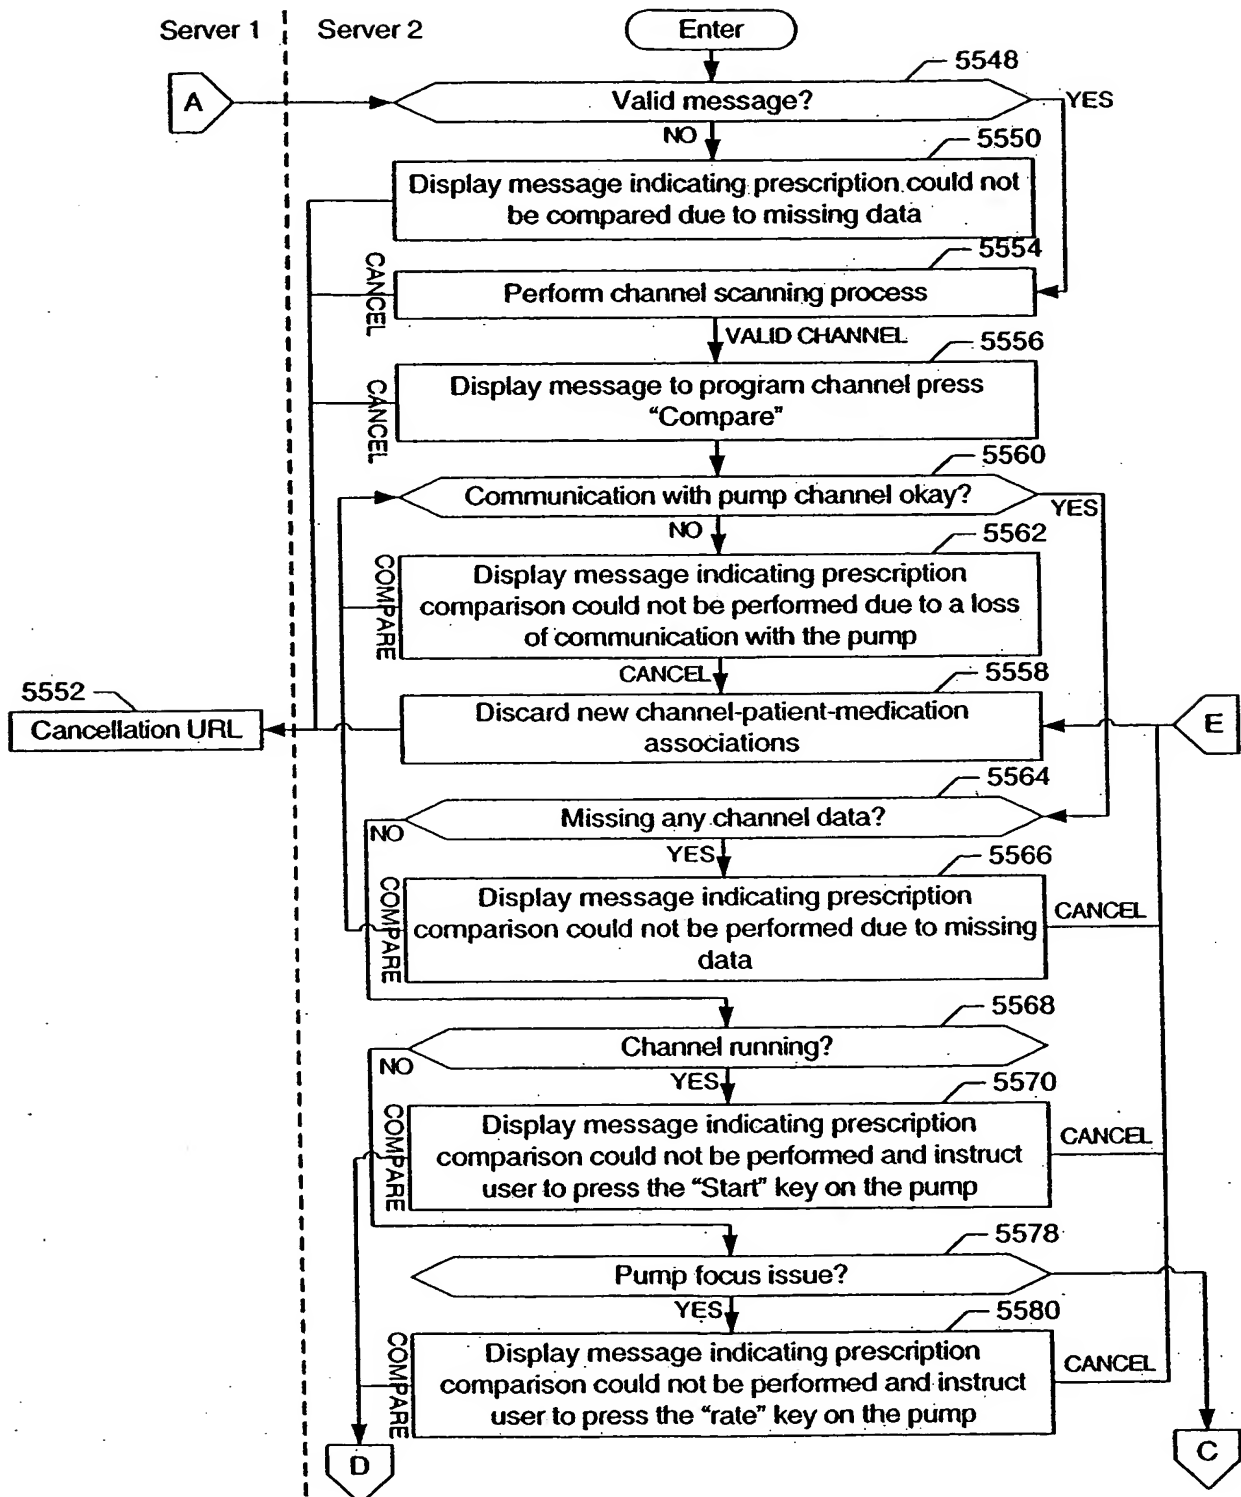 Server 1
Server 2
Enter
5548
A
Valid message?
YES
NO
5550
Display message indicating prescription could not
be compared due to missing data
5554
CANCEL
Perform channel scanning process
VALID CHANNEL
5556
CANCEL
Display message to program channel press
“Compare”
5560
Communication with pump channel okay?
YES
NO
5562
COMPARE
Display message indicating prescription
comparison could not be performed due to a loss
of communication with the pump
CANCEL
5558
5552
Cancellation URL
Discard new channel-patient-medication
associations
E
5564
Missing any channel data?
NO
YES
5566
COMPARE
Display message indicating prescription
comparison could not be performed due to missing
data
CANCEL
5568
Channel running?
NO
YES
5570
COMPARE
Display message indicating prescription
comparison could not be performed and instruct
user to press the “Start” key on the pump
CANCEL
5578
Pump focus issue?
YES
5580
COMPARE
Display message indicating prescription
comparison could not be performed and instruct
user to press the “rate” key on the pump
CANCEL
D
C